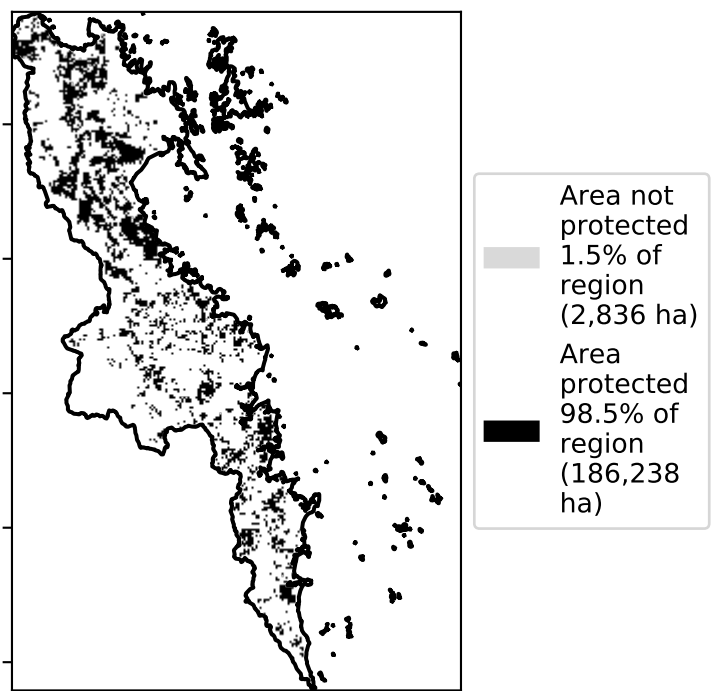 Area not
protected
1.5% of
region
(2,836 ha)
Area
protected
98.5% of
region
(186,238
ha)